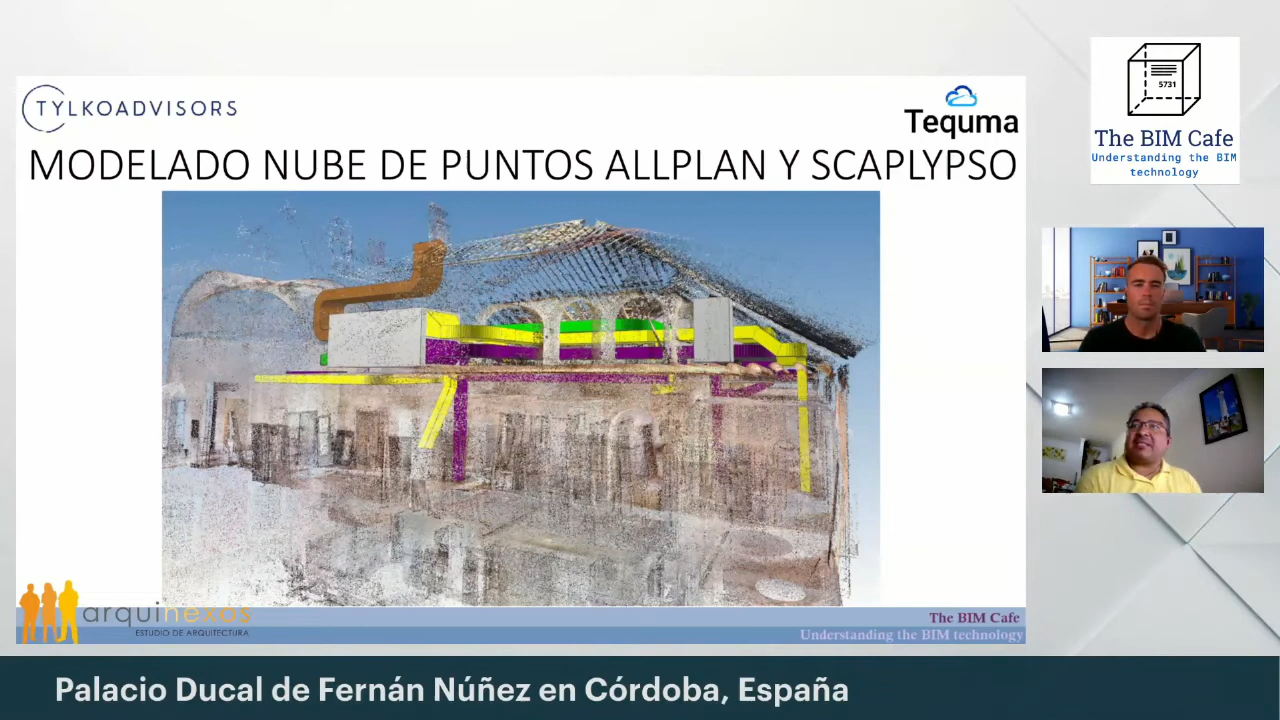 TYLKOADVISORS
Tequma
MODELADO NUBE DE PUNTOS ALLPLAN Y SCAPLYPSO
5731
The BIM Cafe
Understanding the BIM
technology
arquinexos
ESTUDIO DE ARQUITECTURA
The BIM Cafe
Understanding the BIM technology
Palacio Ducal de Fernán Núñez en Córdoba, España